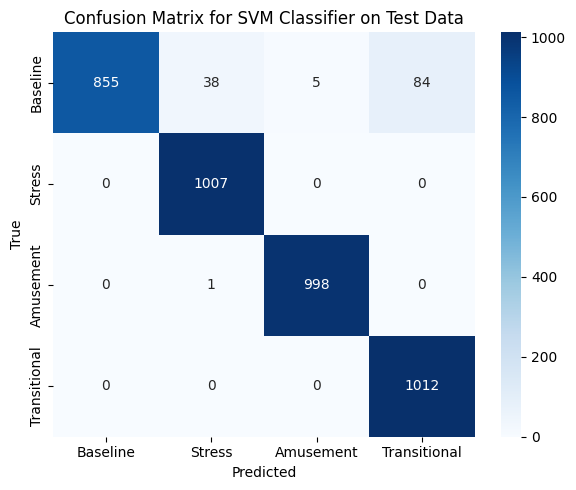 Confusion Matrix for SVM Classifier on Test Data
Baseline 855 38 5 84
Stress 0 1007 0 0
Amusement 0 1 998 0
Transitional 0 0 0 1012
True
Baseline Stress Amusement Transitional
Predicted
1000
800
600
400
200
0